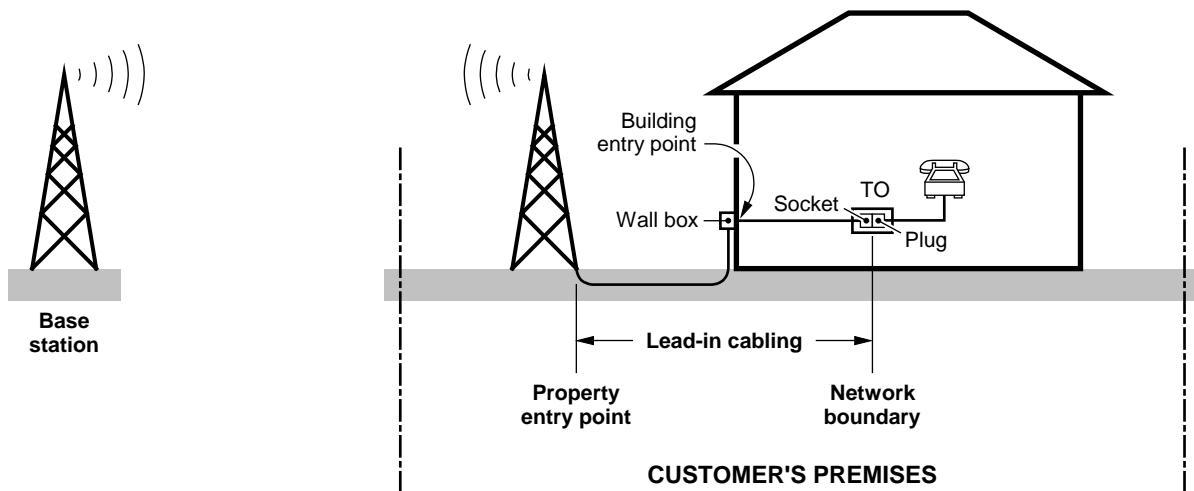 Building
entry point
TO
Socket
Wall box
Plug
Base
station
Lead-in cabling
Property
entry point
Network
boundary
CUSTOMER'S PREMISES